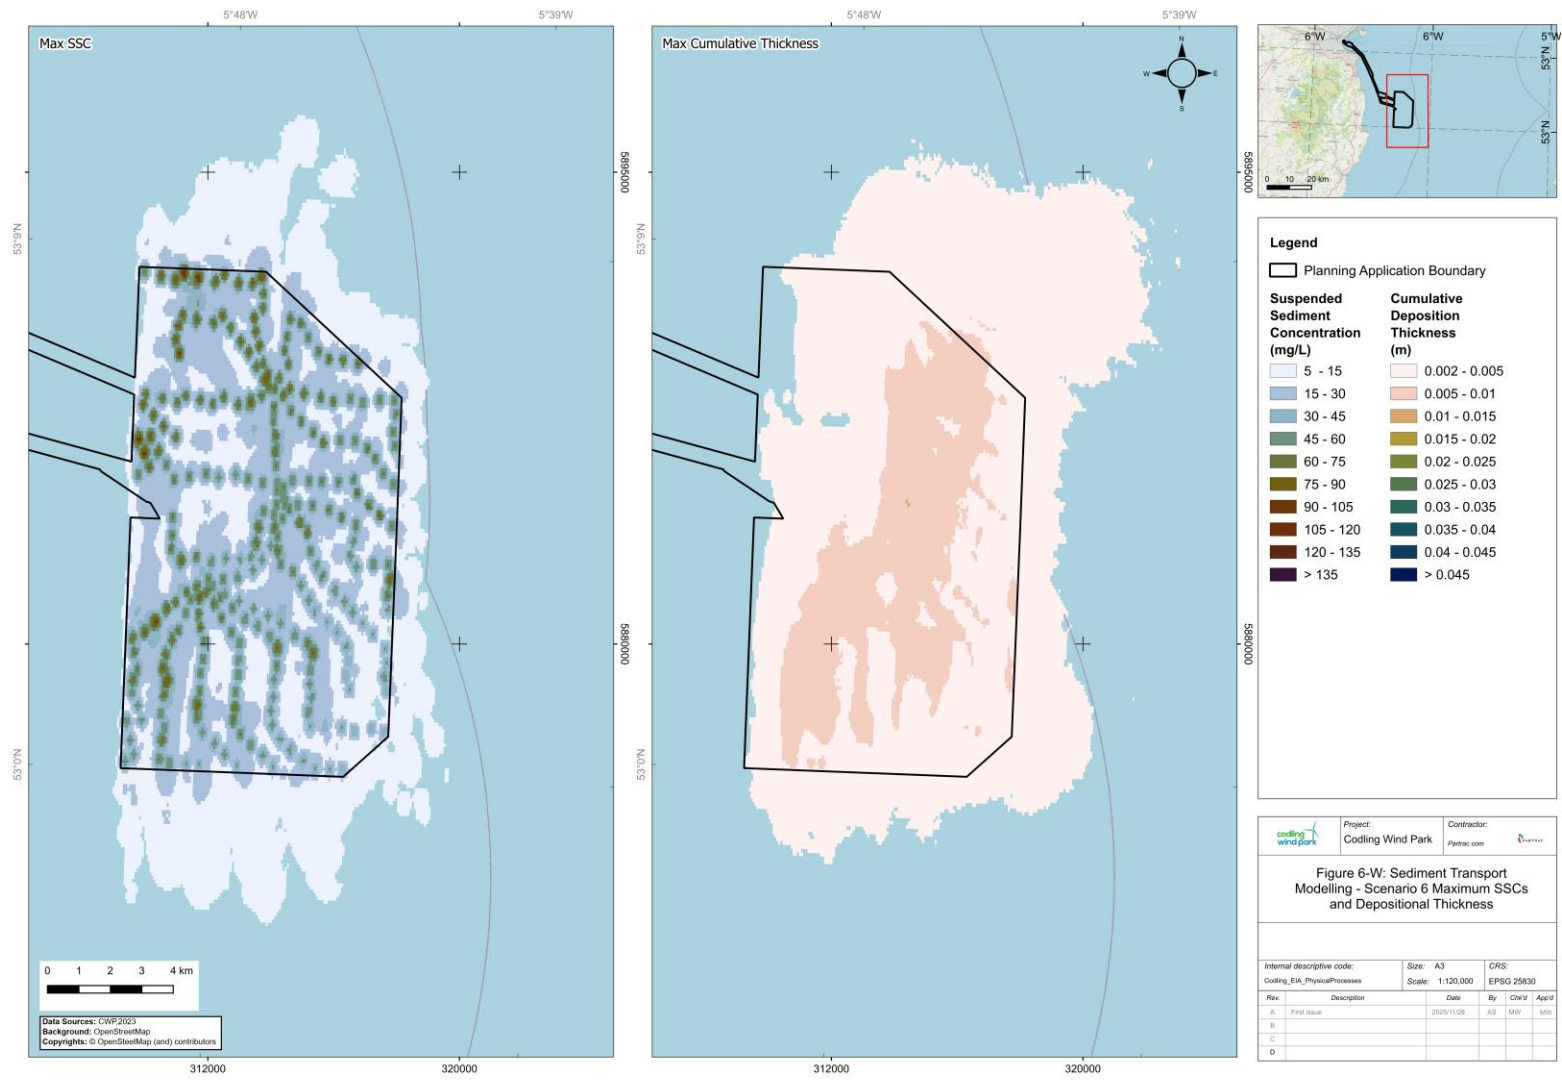 5°48'W
5°39'W
5°48'W
5°39'W
Max SSC
Max Cumulative Thickness
N
W
E
S
6°W
6°W
5°W
53°N
53°N
0 10 20 km
5895000
5895000
53°9'N
53°9'N
5880000
5880000
53°0'N
53°0'N
Legend
Planning Application Boundary
Suspended
Sediment
Concentration
(mg/L)
5 - 15
15 - 30
30 - 45
45 - 60
60 - 75
75 - 90
90 - 105
105 - 120
120 - 135
> 135
Cumulative
Deposition
Thickness
(m)
0.002 - 0.005
0.005 - 0.01
0.01 - 0.015
0.015 - 0.02
0.02 - 0.025
0.025 - 0.03
0.03 - 0.035
0.035 - 0.04
0.04 - 0.045
> 0.045
0 1 2 3 4 km
Data Sources: CWP,2023
Background: OpenStreetMap
Copyrights: © OpenSteetMap (and) contributors
312000
320000
312000
320000
codling
wind park
Project:
Codling Wind Park
Contractor:
Partrac.com
PARTRAC
Figure 6-W: Sediment Transport
Modelling - Scenario 6 Maximum SSCs
and Depositional Thickness
Internal descriptive code:
Codling_EIA_PhysicalProcesses
Size: A3
Scale: 1:120,000
CRS:
EPSG 25830
Rev. Description Date By Chk'd App'd
A First issue 2025/11/28 AB MW MW
B
C
D